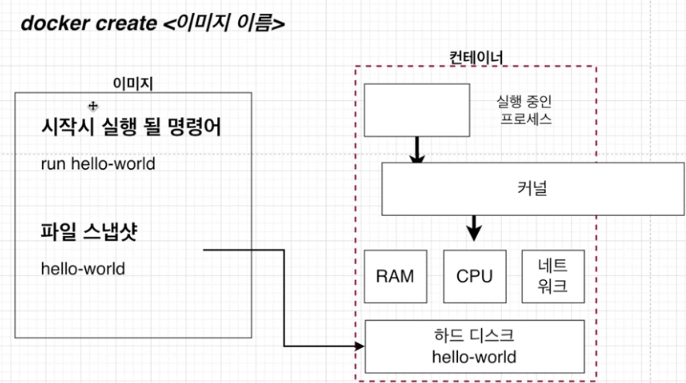 docker create <이미지 이름>
이미지
시작시 실행 될 명령어
run hello-world
파일 스냅샷
hello-world
컨테이너
실행 중인
프로세스
커널
RAM
CPU
네트
워크
하드 디스크
hello-world